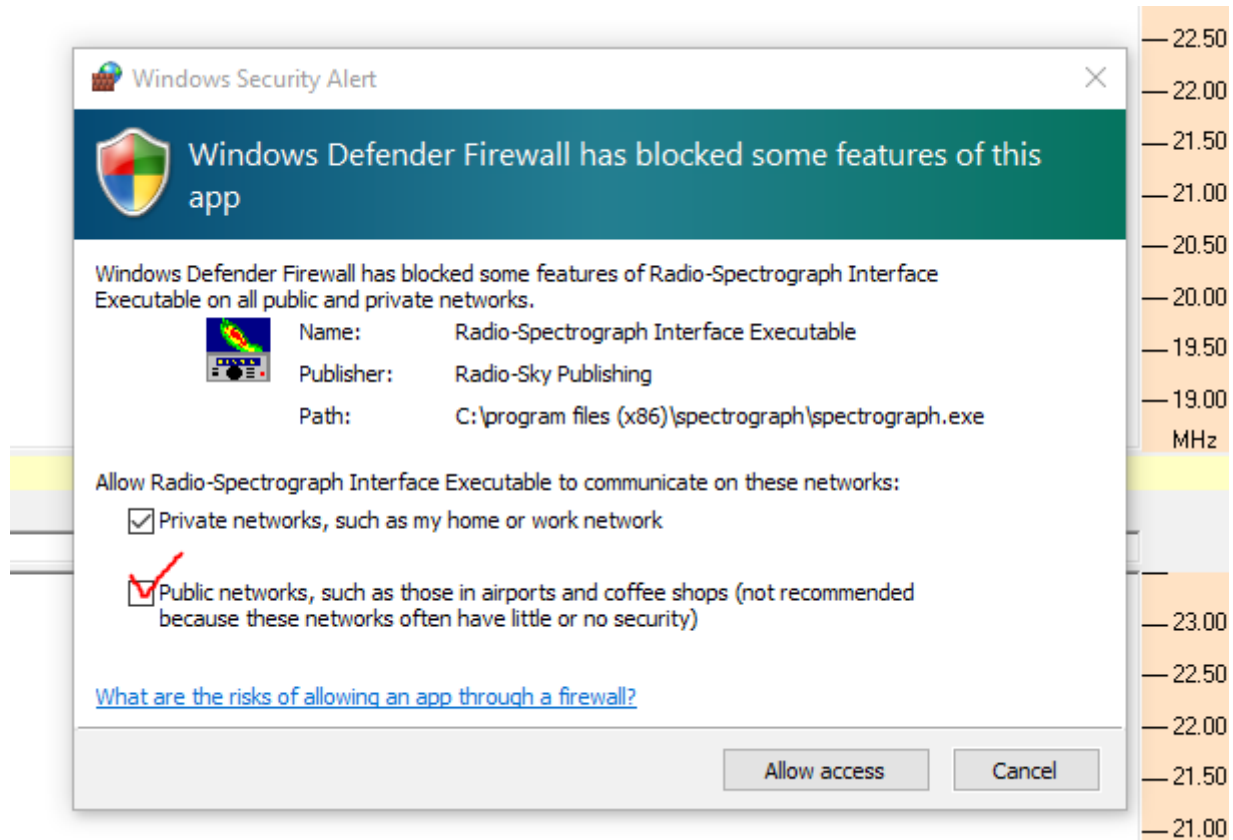 Windows Security Alert
Windows Defender Firewall has blocked some features of this
app
Windows Defender Firewall has blocked some features of Radio-Spectrograph Interface
Executable on all public and private networks.
Name: Radio-Spectrograph Interface Executable
Publisher: Radio-Sky Publishing
Path: C:\program files (x86)\spectrograph\spectrograph.exe
Allow Radio-Spectrograph Interface Executable to communicate on these networks:
Private networks, such as my home or work network
Public networks, such as those in airports and coffee shops (not recommended
because these networks often have little or no security)
What are the risks of allowing an app through a firewall?
Allow access Cancel
22.50
22.00
21.50
21.00
20.50
20.00
19.50
19.00
MHz
23.00
22.50
22.00
21.50
21.00